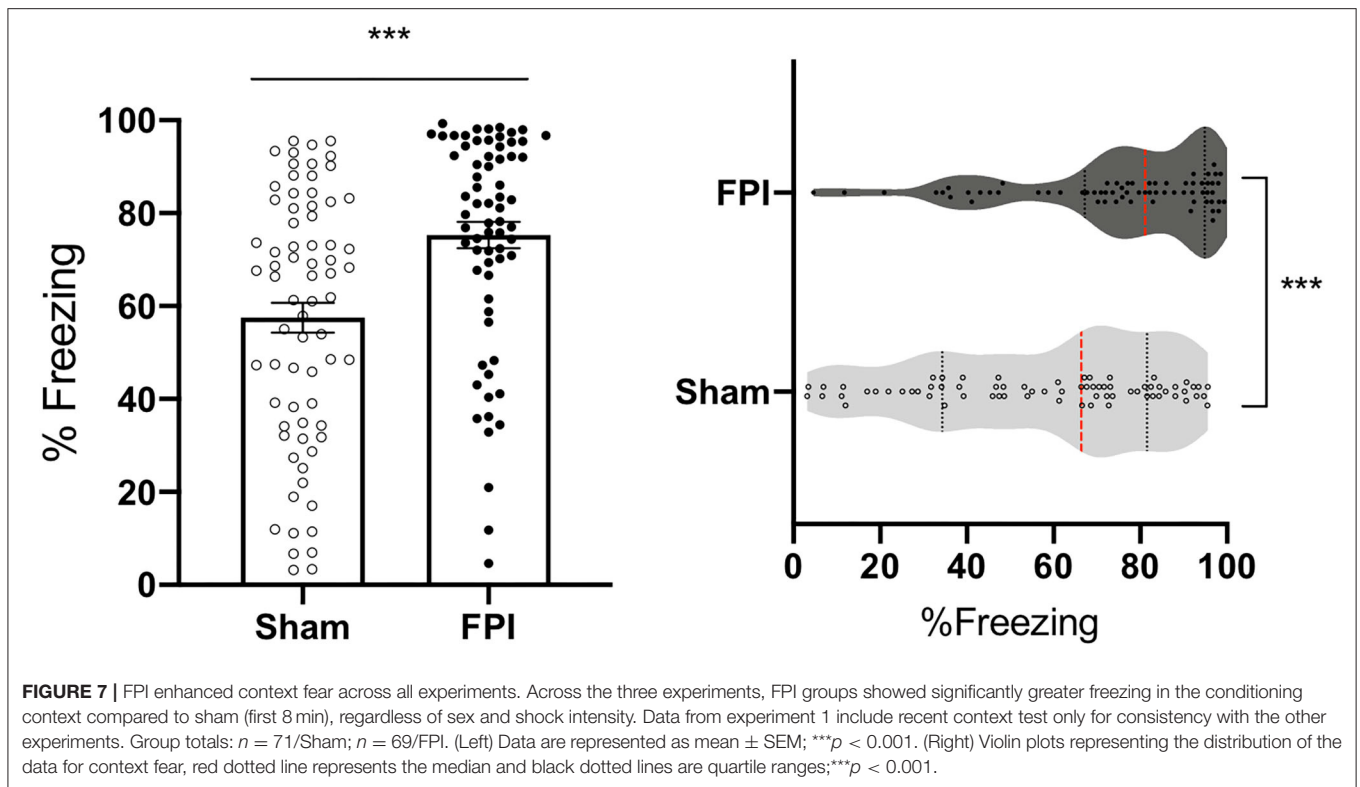 ***
100
80
60
40
20
0
% Freezing
Sham
FPI
FPI
Sham
***
0
20
40
60
80
100
%Freezing
FIGURE 7 | FPI enhanced context fear across all experiments. Across the three experiments, FPI groups showed significantly greater freezing in the conditioning
context compared to sham (first 8 min), regardless of sex and shock intensity. Data from experiment 1 include recent context test only for consistency with the other
experiments. Group totals: n = 71/Sham; n = 69/FPI. (Left) Data are represented as mean ± SEM; ***p < 0.001. (Right) Violin plots representing the distribution of the
data for context fear, red dotted line represents the median and black dotted lines are quartile ranges;***p < 0.001.